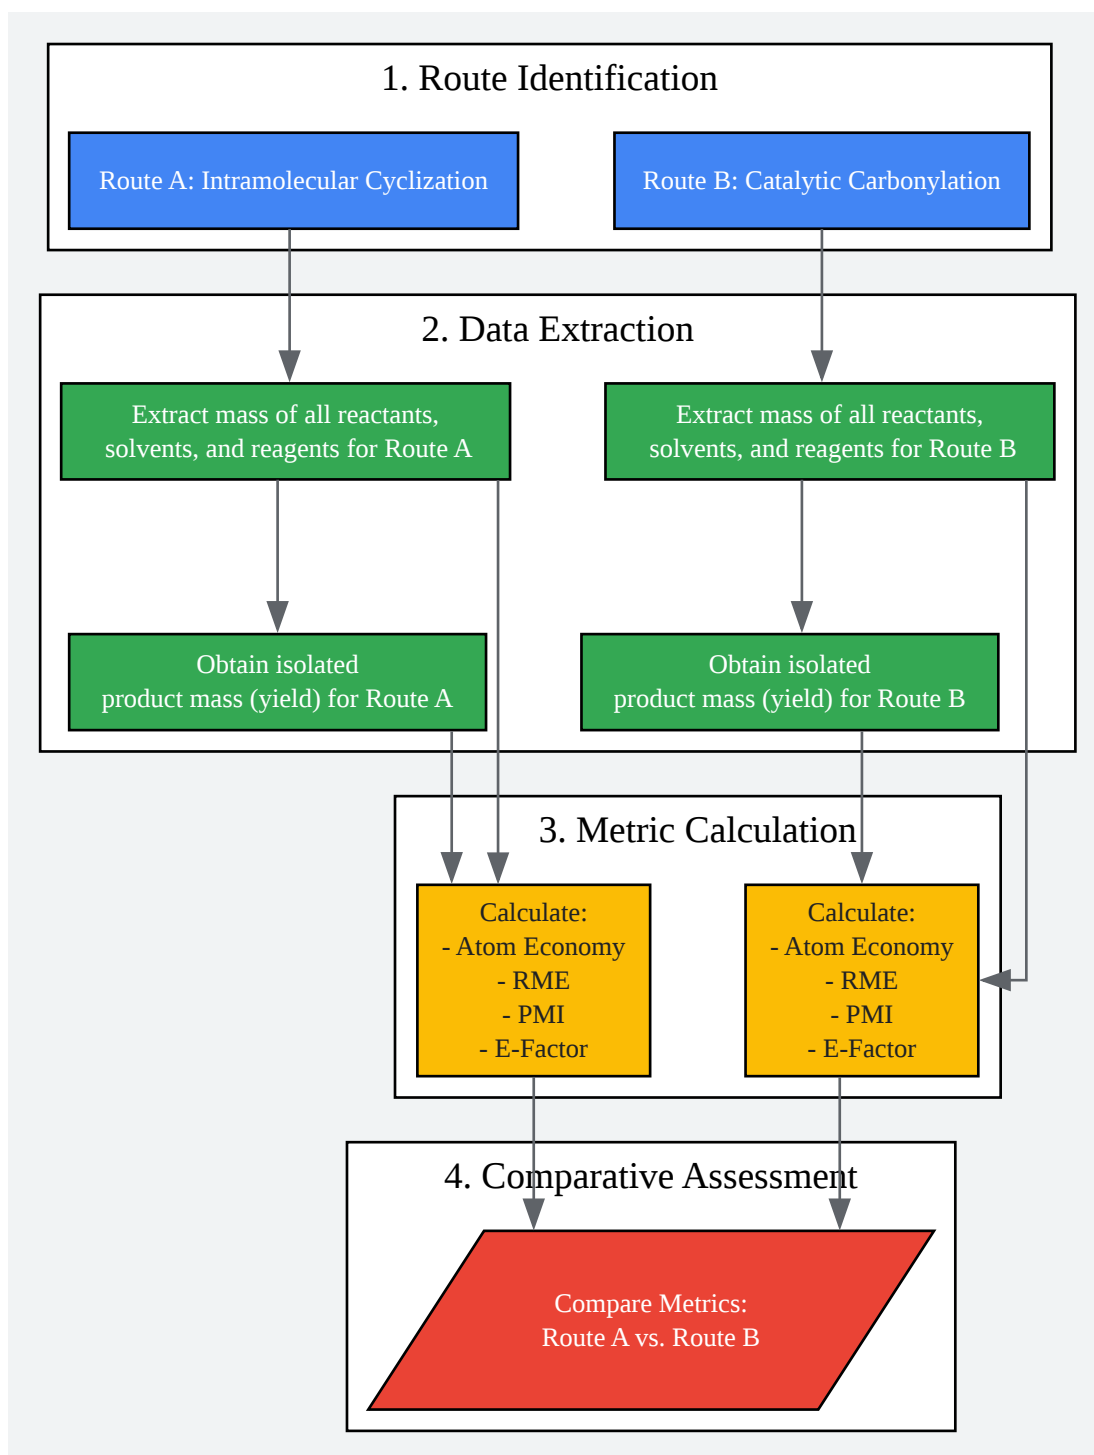 1. Route Identification
Route A: Intramolecular Cyclization
Route B: Catalytic Carbonylation
2. Data Extraction
Extract mass of all reactants,
solvents, and reagents for Route A
Extract mass of all reactants,
solvents, and reagents for Route B
Obtain isolated
product mass (yield) for Route A
Obtain isolated
product mass (yield) for Route B
3. Metric Calculation
Calculate:
- Atom Economy
- RME
- PMI
- E-Factor
Calculate:
- Atom Economy
- RME
- PMI
- E-Factor
4. Comparative Assessment
Compare Metrics:
Route A vs. Route B